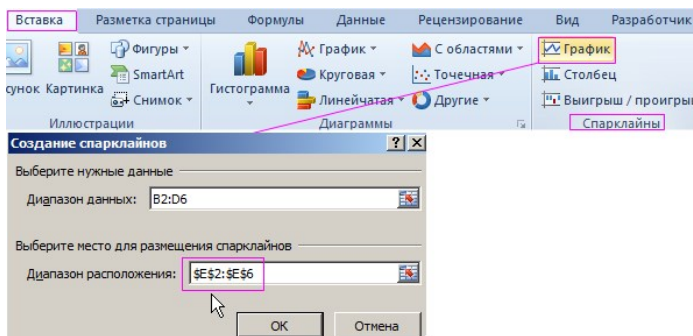 Вставка Разметка страницы Формулы Данные Рецензирование Вид Разработчик
Фигуры График С областями График
SmartArt Круговая Точечная Столбец
Картинка Снимок Гистограмма Линейчатая Другие Выигрыш / проигры
Иллюстрации Диаграммы Спарклайны
Создание спарклайнов
Выберите нужные данные
Диапазон данных: B2:D6
Выберите место для размещения спарклайнов
Диапазон расположения: $E$2:$E$6
OK Отмена